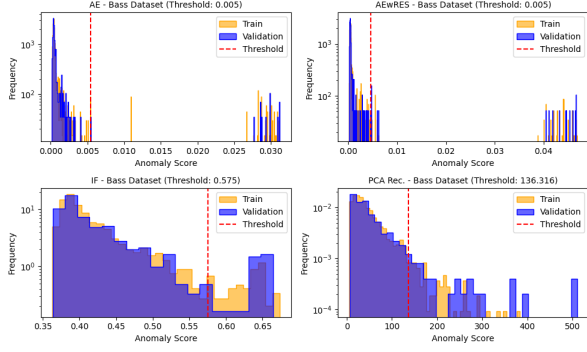 AE - Bass Dataset (Threshold: 0.005)
Frequency
10³
10²
Train
Validation
Threshold
0.000 0.005 0.010 0.015 0.020 0.025 0.030
Anomaly Score
AEwRES - Bass Dataset (Threshold: 0.005)
Frequency
10³
10²
Train
Validation
Threshold
0.00 0.02 0.04
Anomaly Score
IF - Bass Dataset (Threshold: 0.575)
Frequency
10¹
10⁰
Train
Validation
Threshold
0.35 0.40 0.45 0.50 0.55 0.60 0.65
Anomaly Score
PCA Rec. - Bass Dataset (Threshold: 136.316)
Frequency
10⁻²
10⁻³
10⁻⁴
Train
Validation
Threshold
0 100 200 300 400 500
Anomaly Score